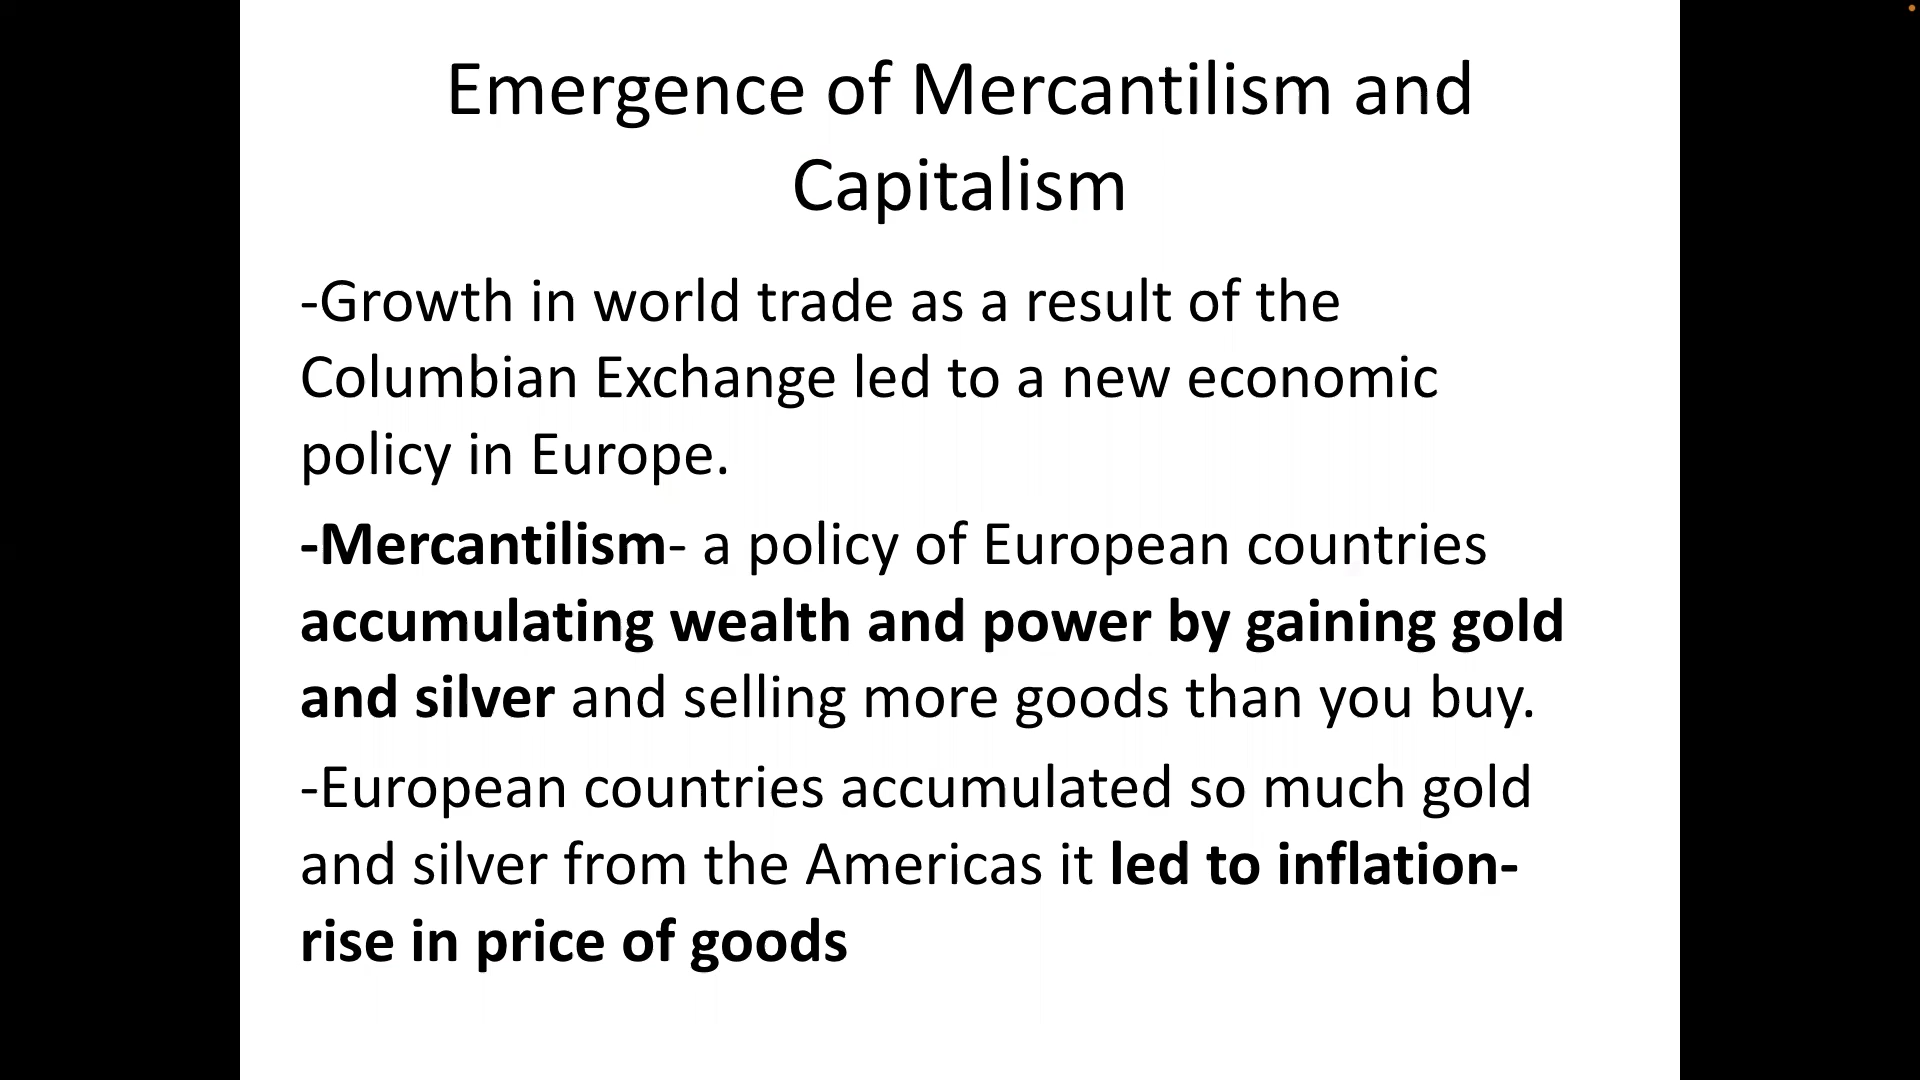 Emergence of Mercantilism and
Capitalism
-Growth in world trade as a result of the
Columbian Exchange led to a new economic
policy in Europe.
-Mercantilism- a policy of European countries
accumulating wealth and power by gaining gold
and silver and selling more goods than you buy.
-European countries accumulated so much gold
and silver from the Americas it led to inflation-
rise in price of goods